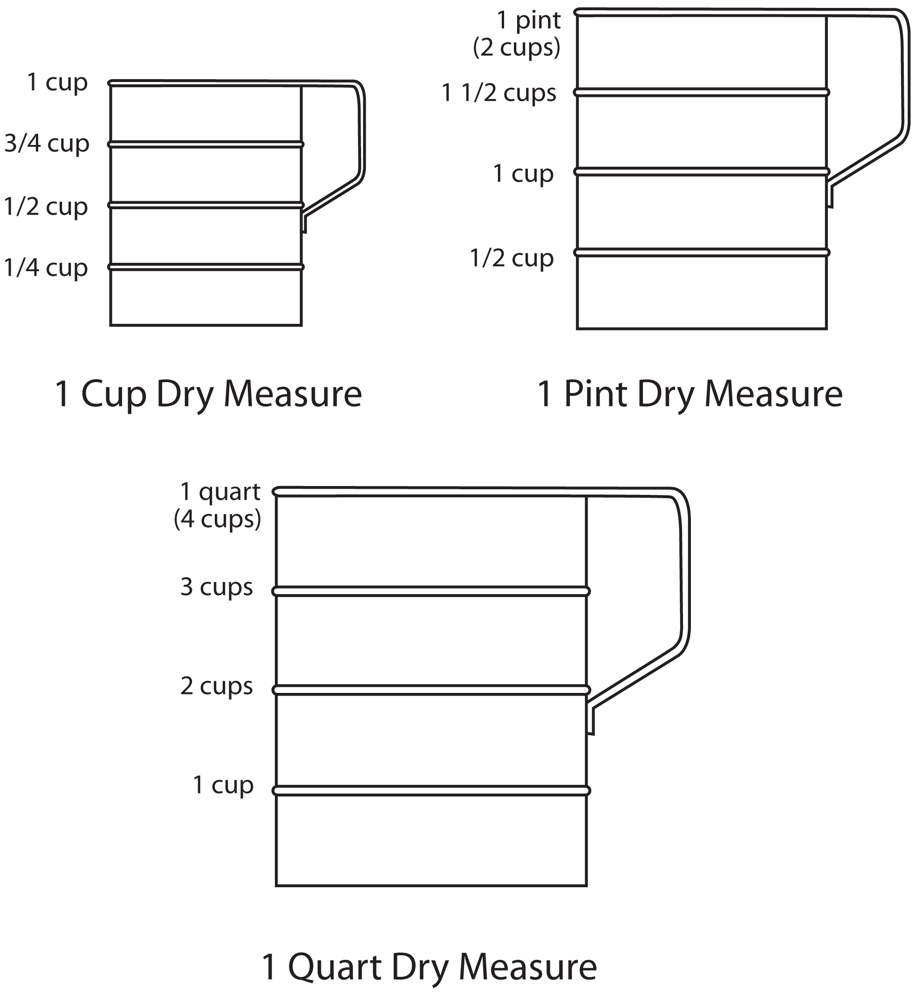 1 cup
3/4 cup
1/2 cup
1/4 cup
1 Cup Dry Measure
1 pint
(2 cups)
1 1/2 cups
1 cup
1/2 cup
1 Pint Dry Measure
1 quart
(4 cups)
3 cups
2 cups
1 cup
1 Quart Dry Measure